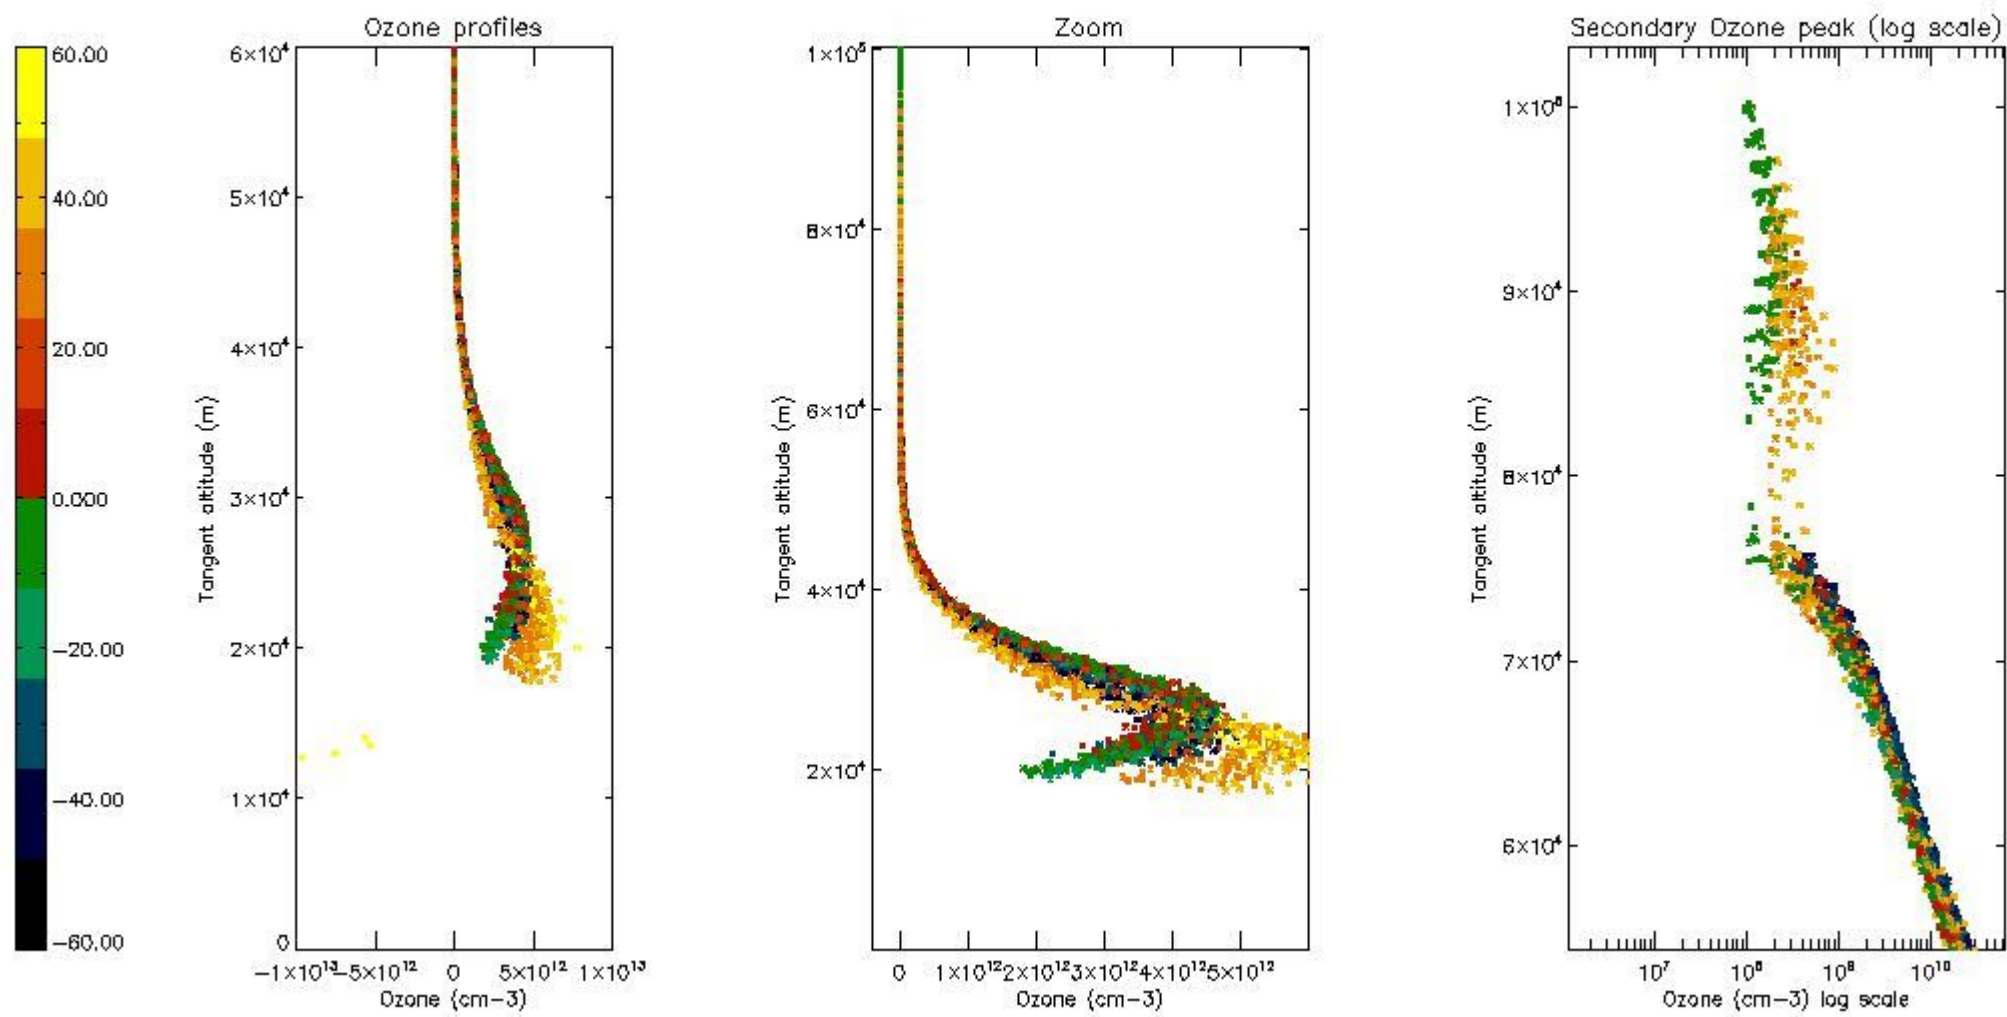 Ozone profiles
Zoom
Secondary Ozone peak (log scale)
60.00
40.00
20.00
0.000
−20.00
−40.00
−60.00
6×10⁴
5×10⁴
4×10⁴
3×10⁴
2×10⁴
1×10⁴
0
Tangent altitude (m)
−1×10¹³ −5×10¹² 0 5×10¹² 1×10¹³
Ozone (cm−3)
1×10⁵
8×10⁴
6×10⁴
4×10⁴
2×10⁴
Tangent altitude (m)
0 1×10¹² 2×10¹² 3×10¹² 4×10¹² 5×10¹²
Ozone (cm−3)
9×10⁴
8×10⁴
7×10⁴
6×10⁴
Tangent altitude (m)
10⁷ 10⁸ 10⁹ 10¹⁰
Ozone (cm−3) log scale